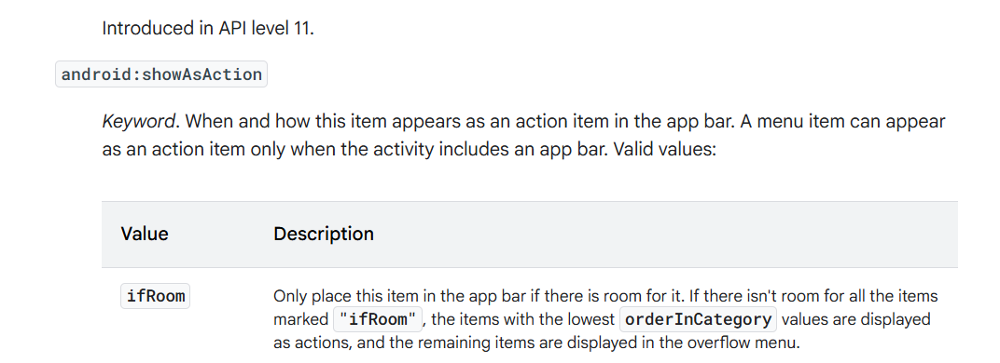 Introduced in API level 11.
android:showAsAction
Keyword. When and how this item appears as an action item in the app bar. A menu item can appear
as an action item only when the activity includes an app bar. Valid values:
Value Description
ifRoom Only place this item in the app bar if there is room for it. If there isn't room for all the items
marked "ifRoom", the items with the lowest orderInCategory values are displayed
as actions, and the remaining items are displayed in the overflow menu.